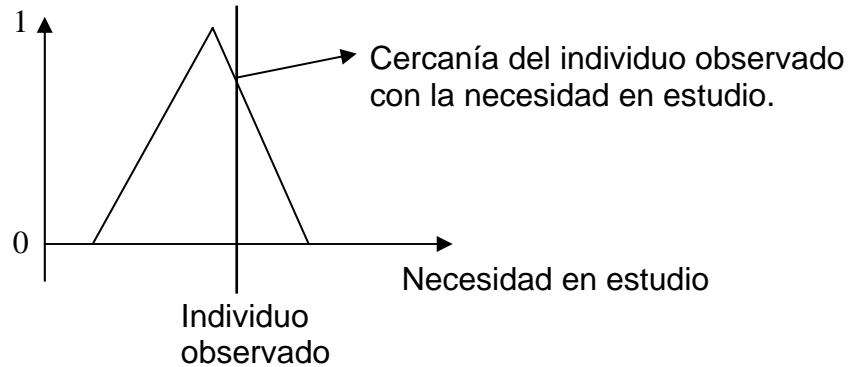 1
Cercanía del individuo observado
con la necesidad en estudio.
0
Necesidad en estudio
Individuo
observado